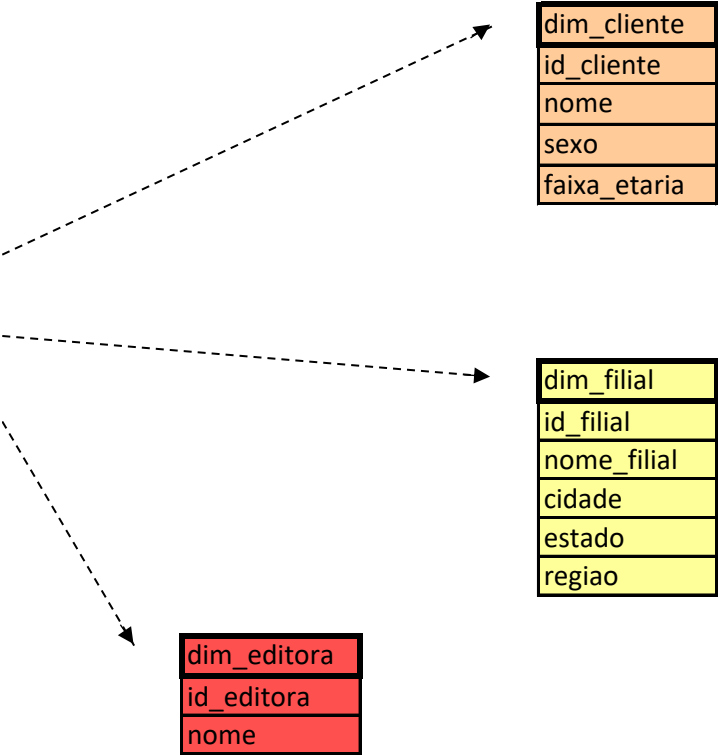 dim_cliente
id_cliente
nome
sexo
faixa_etaria
dim_filial
id_filial
nome_filial
cidade
estado
regiao
dim_editora
id_editora
nome